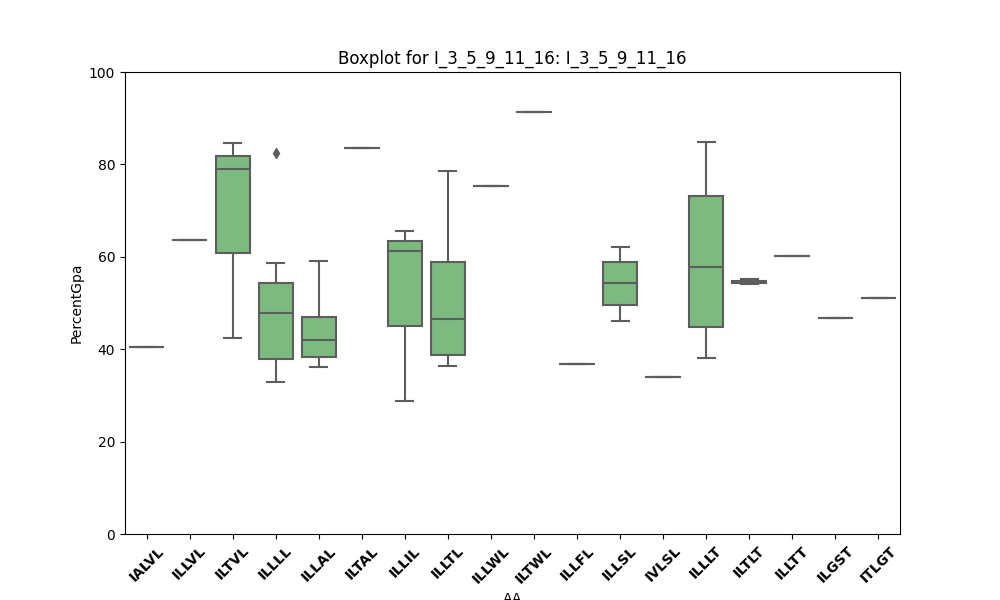 Boxplot for I_3_5_9_11_16: I_3_5_9_11_16
100
80
60
40
20
0
PercentGpa
IALVL
ILLVL
ILTVL
ILLLL
ILLAL
ILTAL
ILLIL
ILLTL
ILLWL
ILTWL
ILLFL
ILLSL
IVLSL
ILLLT
ILTLT
ILLTT
ILGST
ITLGT
AA